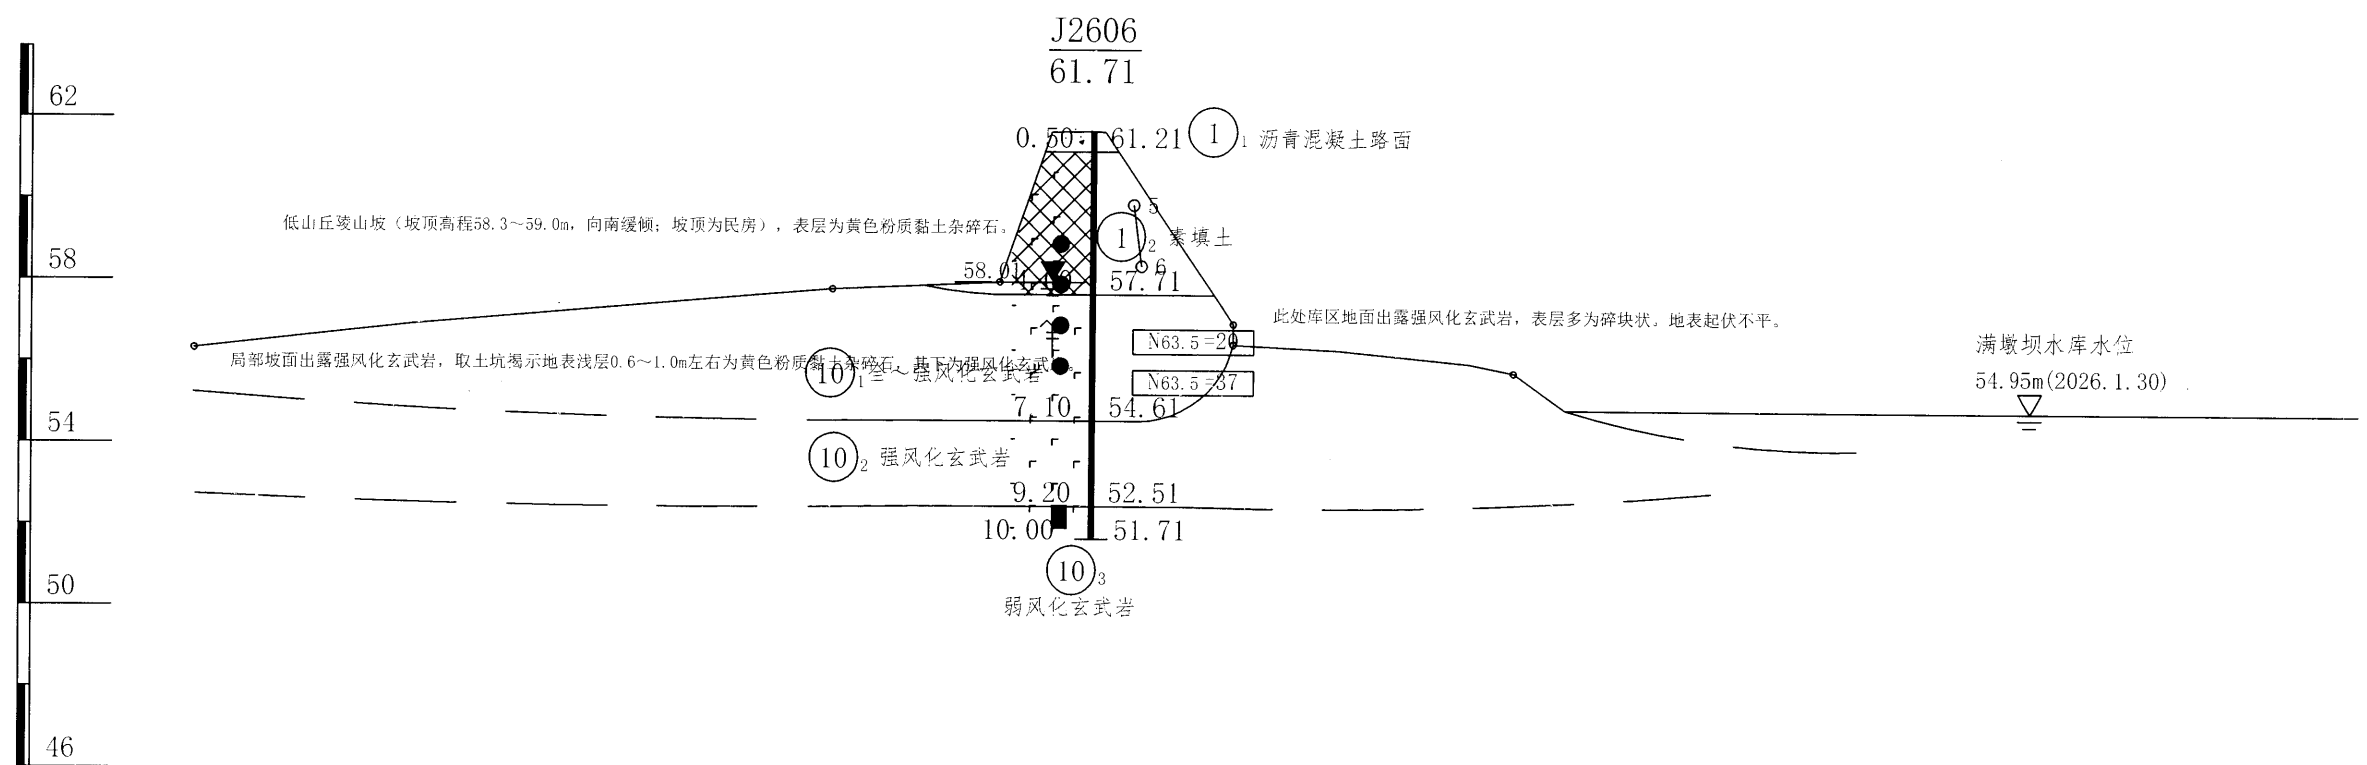 J2606
61.71
62
0.50
61.21
1
1
沥青混凝土路面
低山丘陵山坡（坡顶高程58.3～59.0m，向南缓倾；坡顶为民房），表层为黄色粉质黏土杂碎石。
5
1
2
素填土
6
58
58.01
57.71
此处库区地面出露强风化玄武岩，表层多为碎块状。地表起伏不平。
N63.5=20
满墩坝水库水位
54.95m(2026.1.30)
局部坡面出露强风化玄武岩，取土坑揭示地表浅层0.6～1.0m左右为黄色粉质黏土杂碎石。其下为强风化玄武
10
1
全～强风化玄武岩
N63.5=37
7.10
54.61
54
10
2
强风化玄武岩
9.20
52.51
10.00
51.71
10
3
50
弱风化玄武岩
46